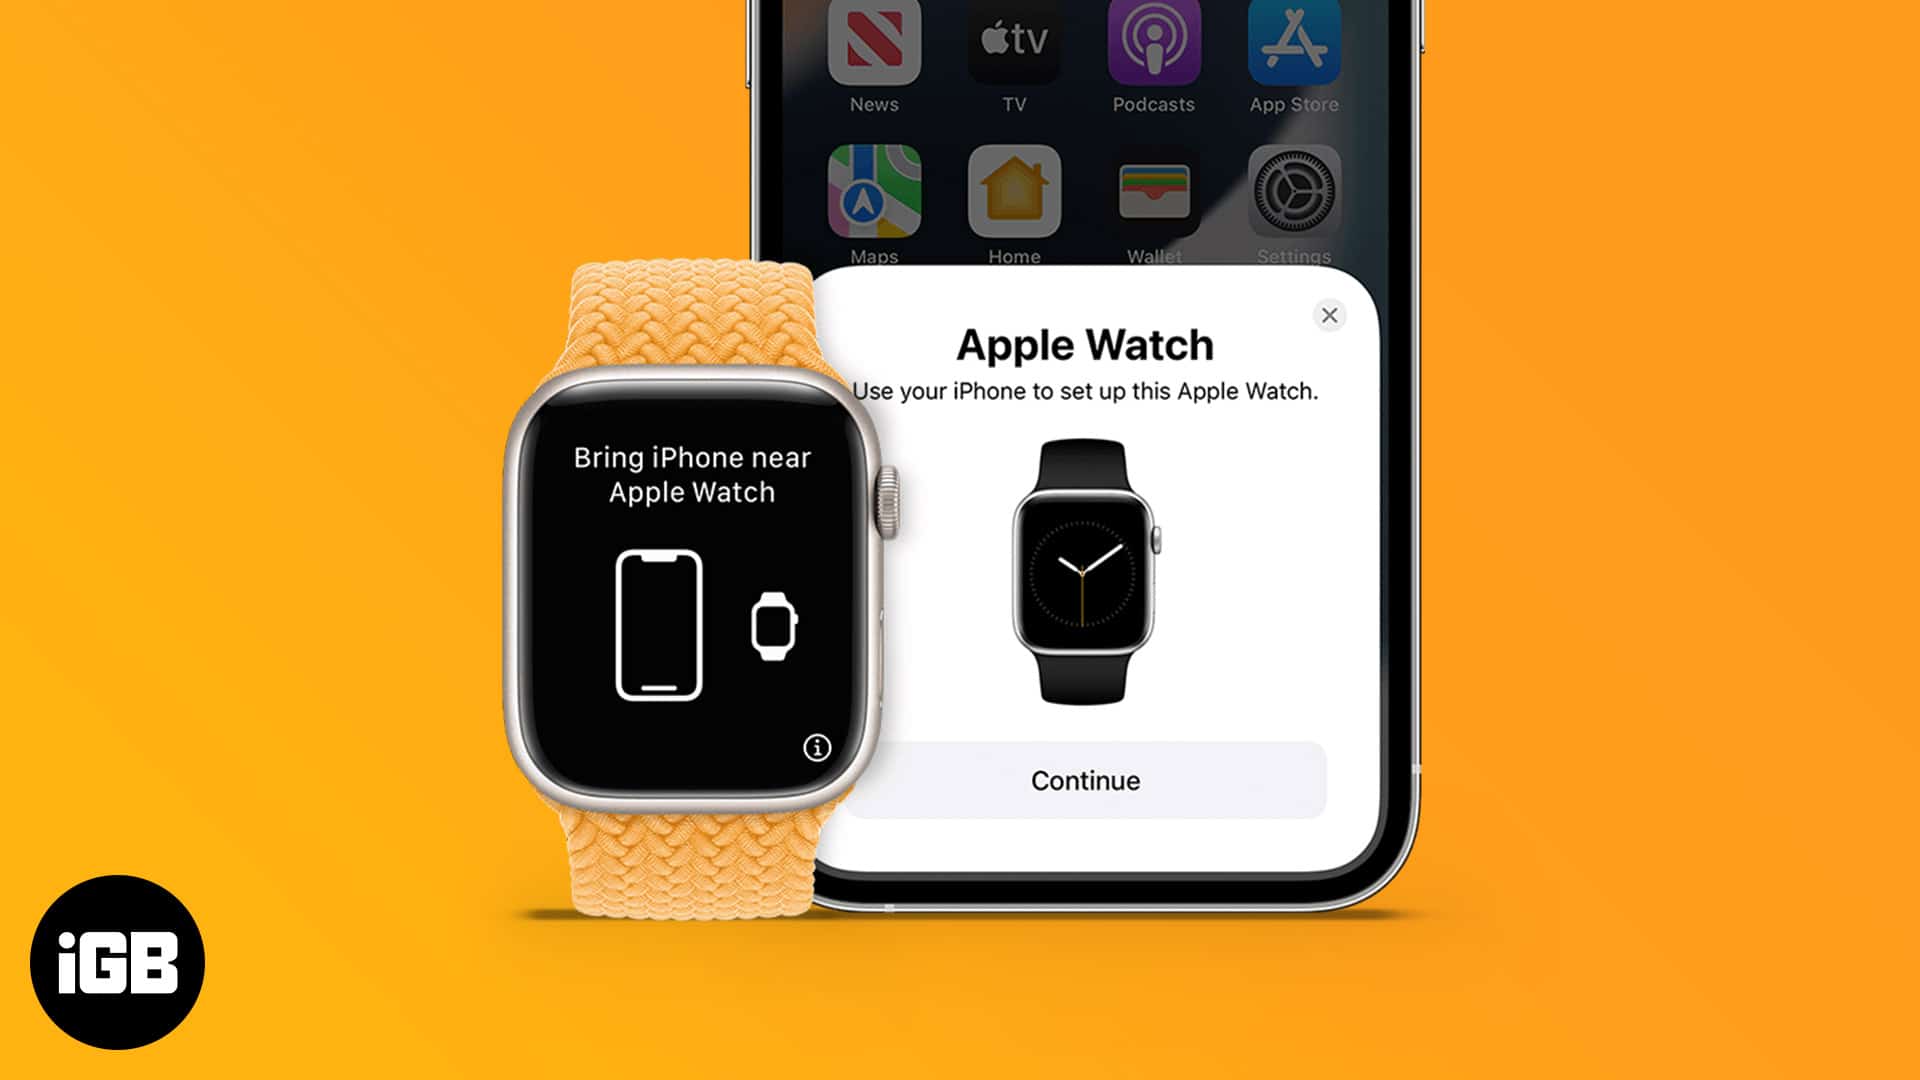 tv
News
TV
Podcasts
App Store
Maps
Home
Wallet
Settings
Apple Watch
Use your iPhone to set up this Apple Watch.
Bring iPhone near
Apple Watch
i
Continue
iGB